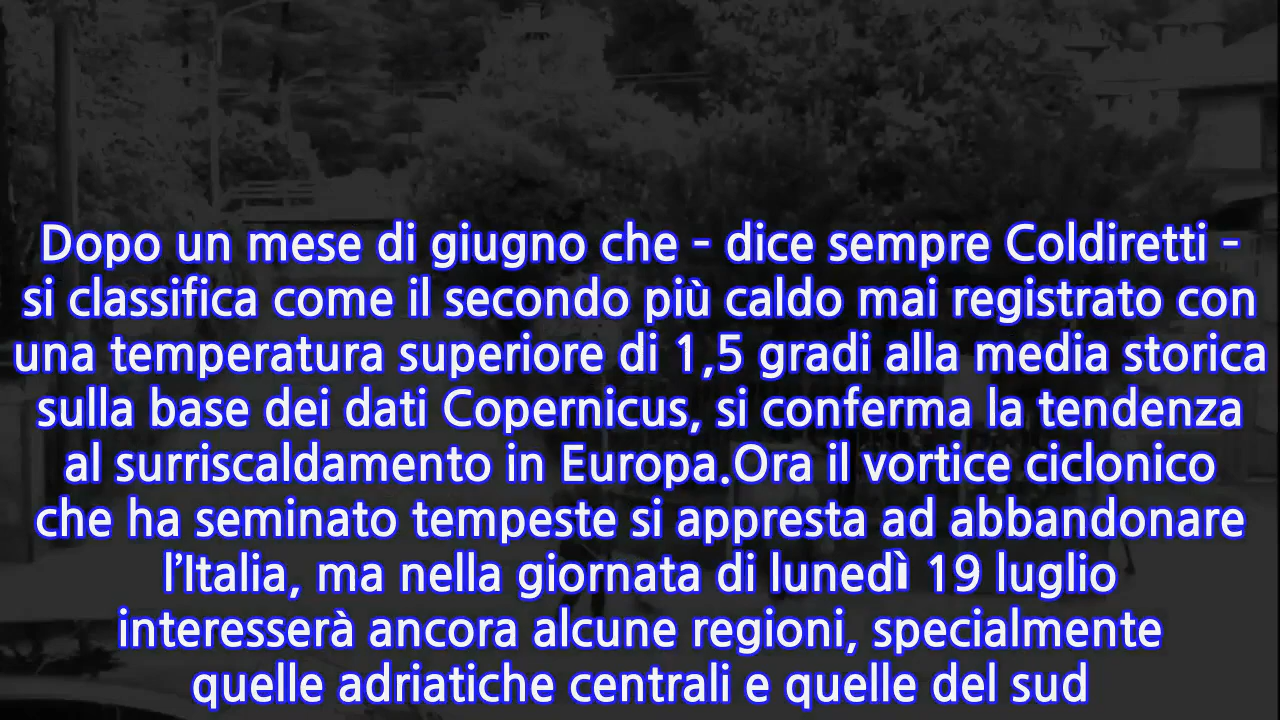 Dopo un mese di giugno che - dice sempre Coldiretti -
si classifica come il secondo più caldo mai registrato con
una temperatura superiore di 1,5 gradi alla media storica
sulla base dei dati Copernicus, si conferma la tendenza
al surriscaldamento in Europa.Ora il vortice ciclonico
che ha seminato tempeste si appresta ad abbandonare
l’Italia, ma nella giornata di lunedì 19 luglio
interesserà ancora alcune regioni, specialmente
quelle adriatiche centrali e quelle del sud